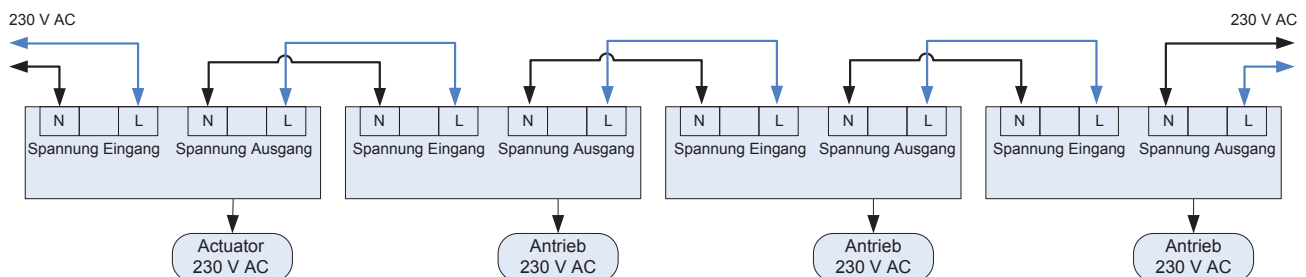 230 V AC 230 V AC
N L N L N L N L N L N L N L N L
Spannung Eingang Spannung Ausgang Spannung Eingang Spannung Ausgang Spannung Eingang Spannung Ausgang Spannung Eingang Spannung Ausgang
Actuator Antrieb Antrieb Antrieb
230 V AC 230 V AC 230 V AC 230 V AC